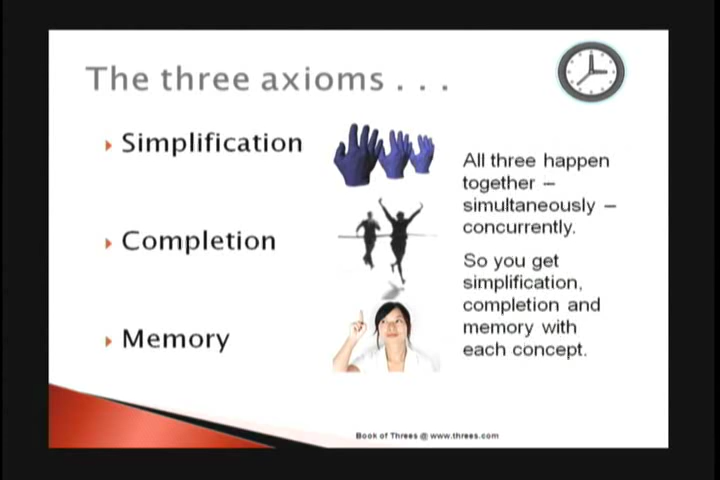 The three axioms . . .
Simplification
Completion
Memory
All three happen
together –
simultaneously –
concurrently.
So you get
simplification,
completion and
memory with
each concept.
Book of Threes @ www.threes.com